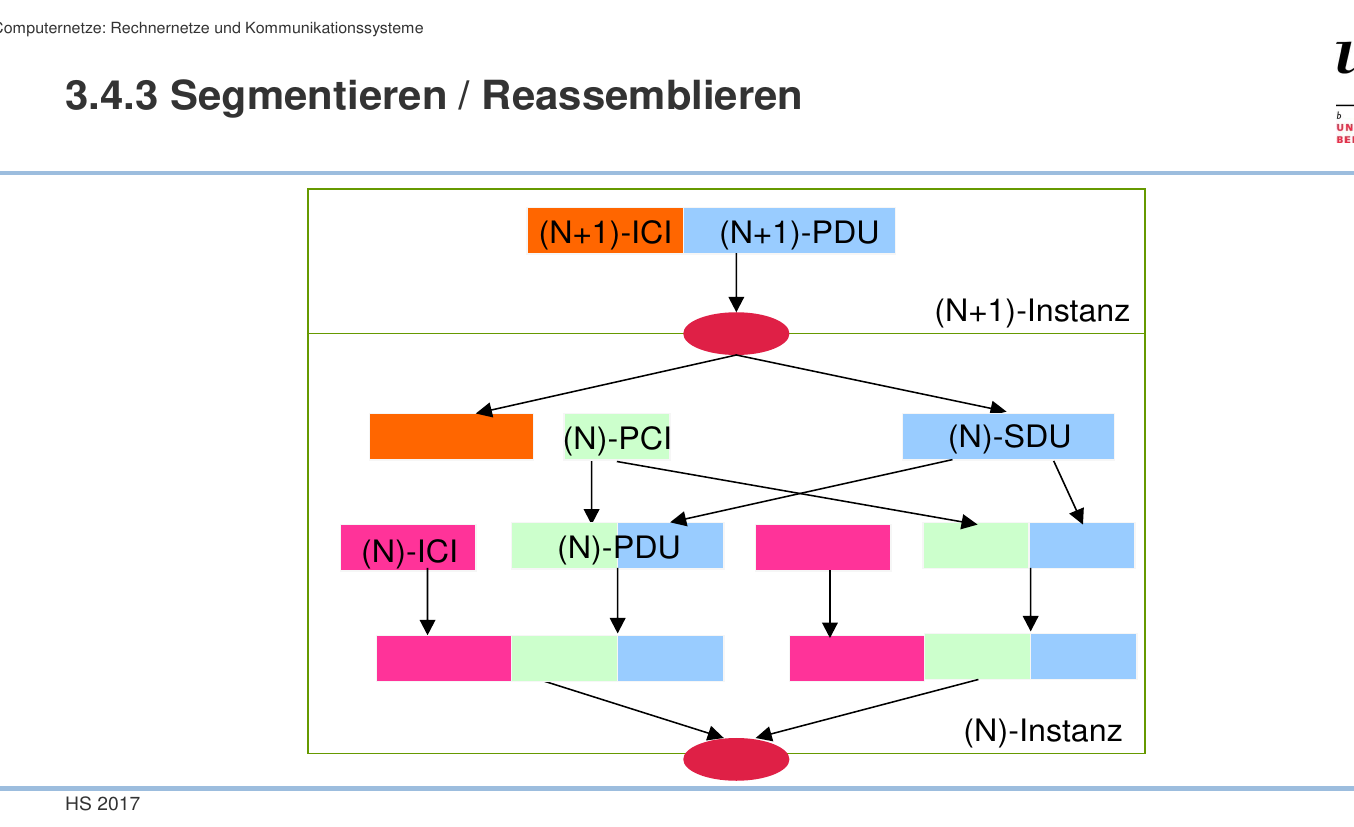 Computernetze: Rechnernetze und Kommunikationssysteme
3.4.3 Segmentieren / Reassemblieren
b
(N+1)-ICI (N+1)-PDU
(N+1)-Instanz
(N)-PCI (N)-SDU
(N)-ICI (N)-PDU
(N)-Instanz
HS 2017